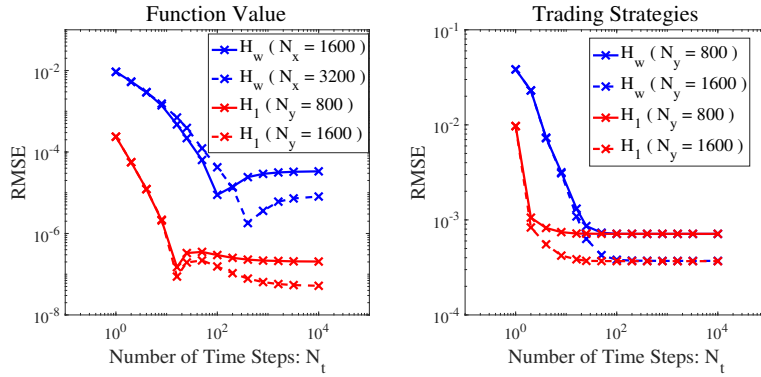 Function Value
H_w ( N_x = 1600)
H_w ( N_x = 3200)
H_1 ( N_y = 800)
H_1 ( N_y = 1600)
10^-2
10^-4
10^-6
10^-8
RMSE
10^0
10^2
10^4
Number of Time Steps: N_t
Trading Strategies
H_w ( N_y = 800)
H_w ( N_y = 1600)
H_1 ( N_y = 800)
H_1 ( N_y = 1600)
10^-1
10^-2
10^-3
10^-4
RMSE
10^0
10^2
10^4
Number of Time Steps: N_t